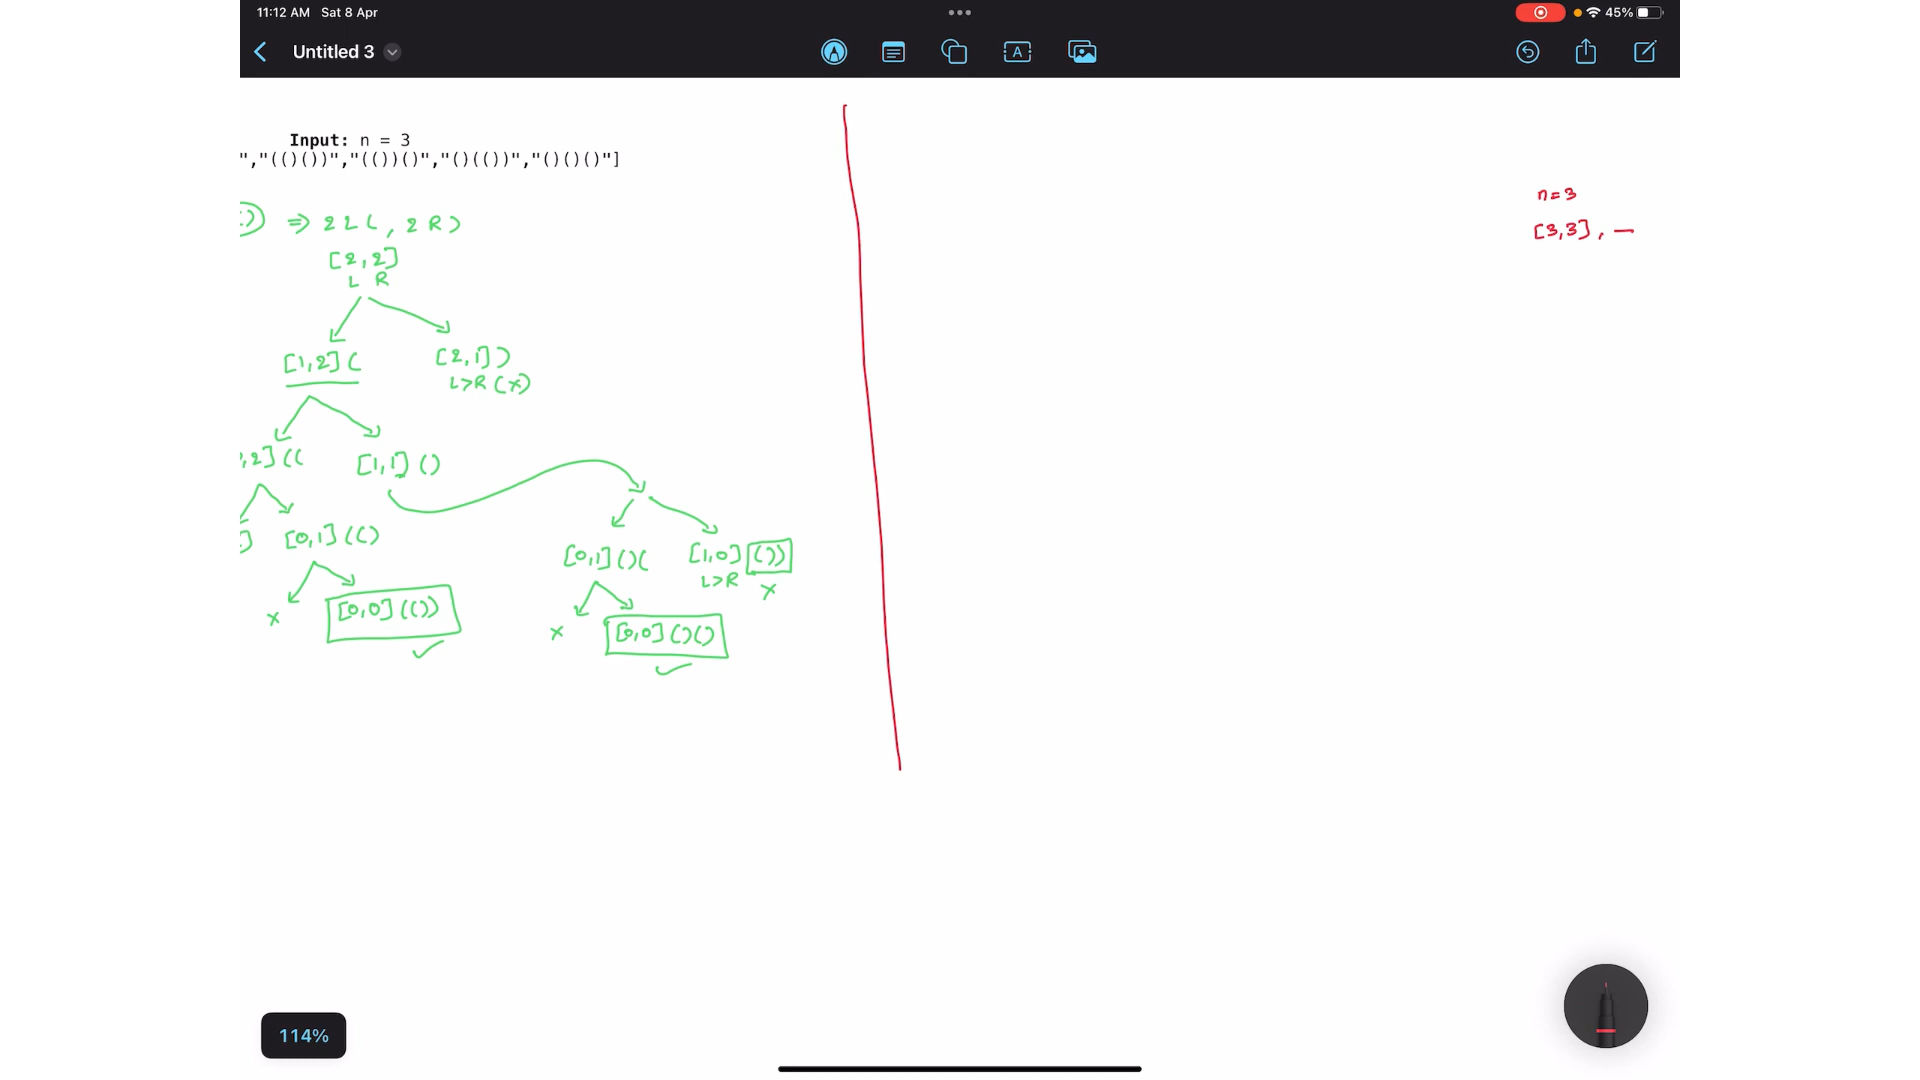 11:12 AM Sat 8 Apr
45%
Untitled 3
A
Input: n = 3
","(()())","(())()","()(())","()()()"]
) ⇒ 2 L (, 2 R )
[2,2]
L R
[1,2] (
[2,1] )
L>R (x)
,2] ((
[1,1] ()
] [0,1] (()
[0,1] ()(
[1,0] ())
L>R x
x [0,0] (())
x [0,0] ()()
n=3
[3,3], —
114%